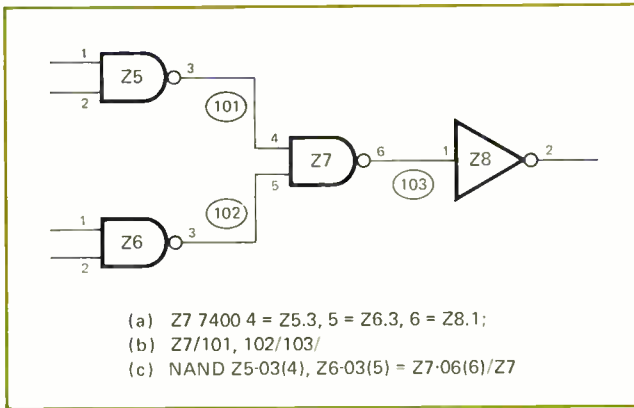 1
Z5
3
2
101
4
Z7
6
1
Z8
2
5
103
102
1
Z6
3
2
(a) Z7 7400 4 = Z5.3, 5 = Z6.3, 6 = Z8.1;
(b) Z7/101, 102/103/
(c) NAND Z5-03(4), Z6-03(5) = Z7-06(6)/Z7